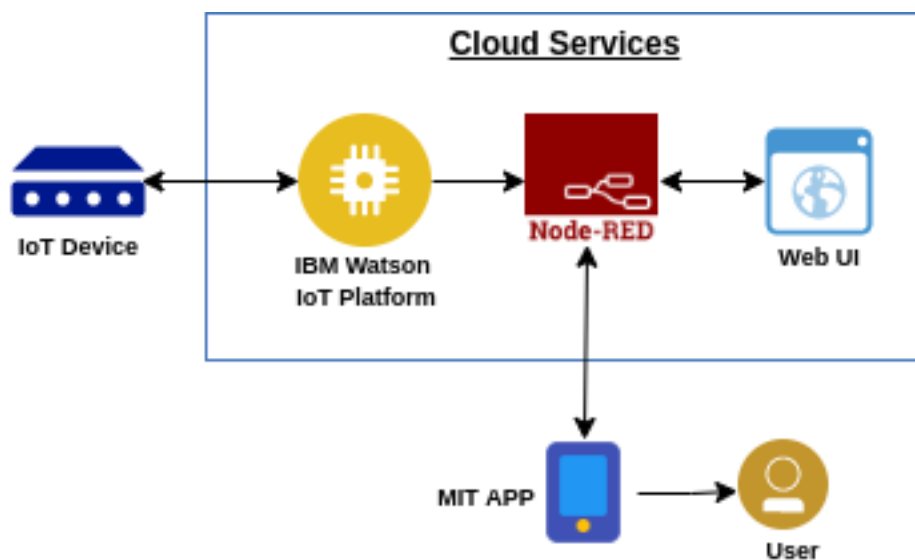 Cloud Services
IoT Device
IBM Watson
IoT Platform
Node-RED
Web UI
MIT APP
User